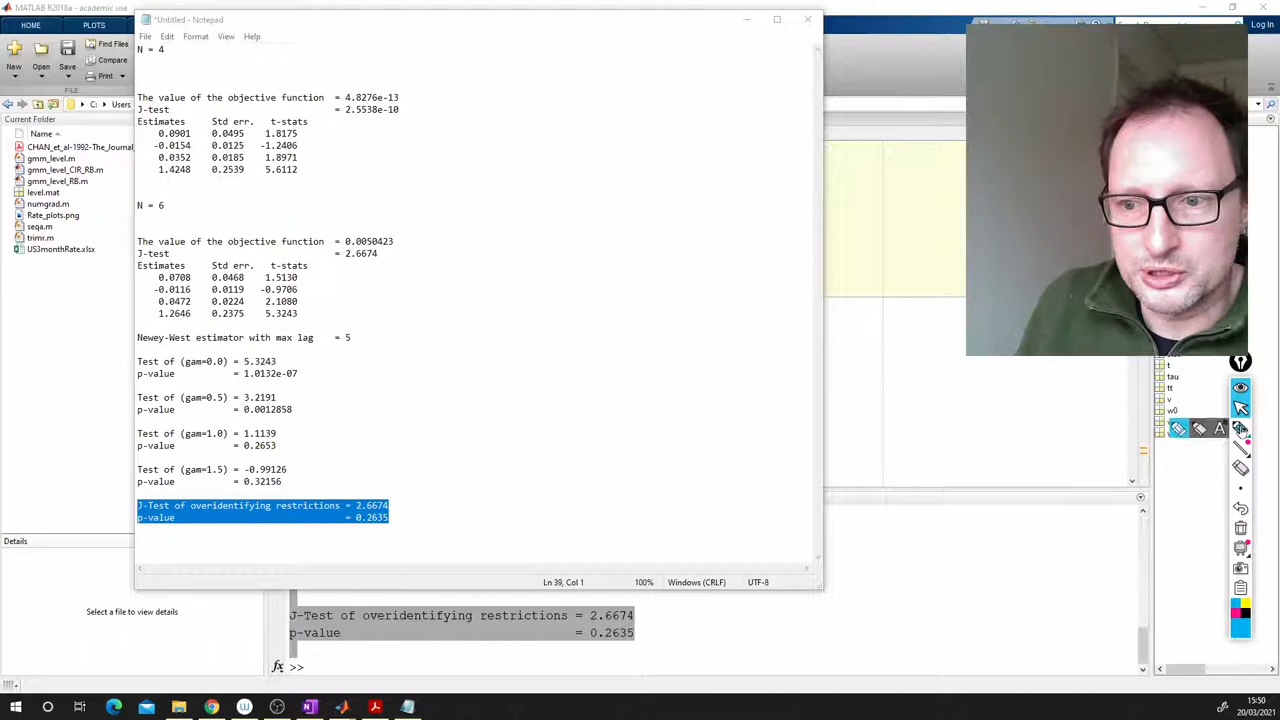 MATLAB R2018a - academic use
HOME
PLOTS
Log In
New
Open
Save
Find Files
Compare
Print
FILE
C:
Users
Current Folder
Name
CHAN_et_al-1992-The_Journal_
gmm_level.m
gmm_level_CIR_RB.m
gmm_level_RB.m
level.mat
numgrad.m
Rate_plots.png
seqa.m
trimr.m
US3monthRate.xlsx
Details
Select a file to view details
*Untitled - Notepad
File Edit Format View Help
N = 4
The value of the objective function = 4.8276e-13
J-test = 2.5538e-10
Estimates Std err. t-stats
0.0901 0.0495 1.8175
-0.0154 0.0125 -1.2406
0.0352 0.0185 1.8971
1.4248 0.2539 5.6112
N = 6
The value of the objective function = 0.0050423
J-test = 2.6674
Estimates Std err. t-stats
0.0708 0.0468 1.5130
-0.0116 0.0119 -0.9706
0.0472 0.0224 2.1080
1.2646 0.2375 5.3243
Newey-West estimator with max lag = 5
Test of (gam=0.0) = 5.3243
p-value = 1.0132e-07
Test of (gam=0.5) = 3.2191
p-value = 0.0012858
Test of (gam=1.0) = 1.1139
p-value = 0.2653
Test of (gam=1.5) = -0.99126
p-value = 0.32156
J-Test of overidentifying restrictions = 2.6674
p-value = 0.2635
Ln 39, Col 1
100%
Windows (CRLF)
UTF-8
J-Test of overidentifying restrictions = 2.6674
p-value = 0.2635
fx >>
t
tau
tt
v
w0
A
15:50
20/03/2021